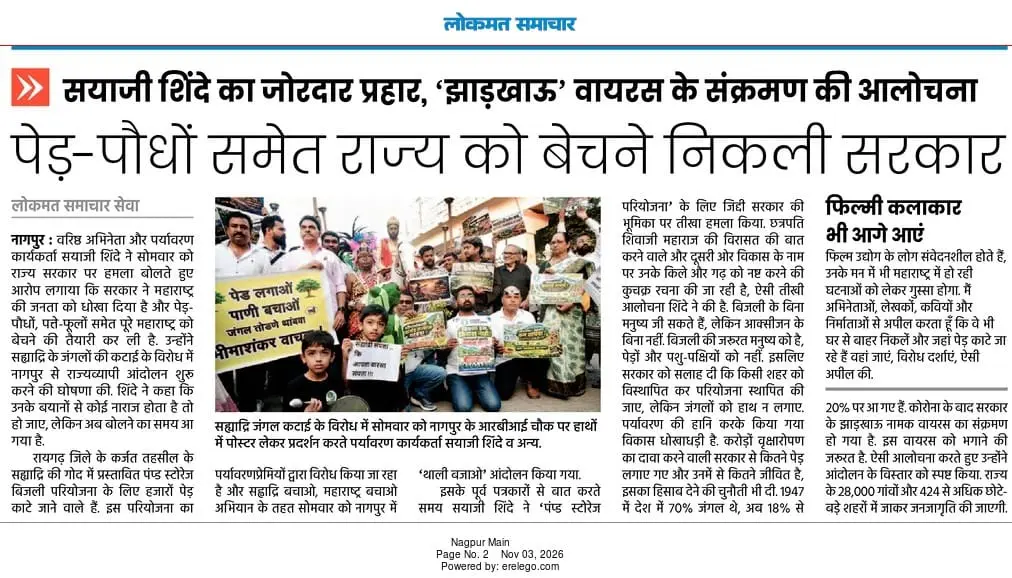 लोकमत समाचार
सयाजी शिंदे का जोरदार प्रहार, ‘झाड़खाऊ’ वायरस के संक्रमण की आलोचना
पेड़-पौधों समेत राज्य को बेचने निकली सरकार
लोकमत समाचार सेवा
नागपुर : वरिष्ठ अभिनेता और पर्यावरण
कार्यकर्ता सयाजी शिंदे ने सोमवार को
राज्य सरकार पर हमला बोलते हुए
आरोप लगाया कि सरकार ने महाराष्ट्र
की जनता को धोखा दिया है और पेड़-
पौधों, पत्ते-फूलों समेत पूरे महाराष्ट्र को
बेचने की तैयारी कर ली है. उन्होंने
सह्याद्रि के जंगलों की कटाई के विरोध में
नागपुर से राज्यव्यापी आंदोलन शुरू
करने की घोषणा की. शिंदे ने कहा कि
उनके बयानों से कोई नाराज होता है तो
हो जाए, लेकिन अब बोलने का समय आ
गया है.
रायगढ़ जिले के कर्जत तहसील के
सह्याद्रि की गोद में प्रस्तावित पंप्ड स्टोरेज
बिजली परियोजना के लिए हजारों पेड़
काटे जाने वाले हैं. इस परियोजना का
पेड लगाओं
पाणी बचाओं
जंगल तोडणे थांबवा
भीमाशंकर वाचवा
सह्याद्रि जंगल कटाई के विरोध में सोमवार को नागपुर के आरबीआई चौक पर हाथों
में पोस्टर लेकर प्रदर्शन करते पर्यावरण कार्यकर्ता सयाजी शिंदे व अन्य.
पर्यावरणप्रेमियों द्वारा विरोध किया जा रहा
है और सह्याद्रि बचाओ, महाराष्ट्र बचाओ
अभियान के तहत सोमवार को नागपुर में
‘थाली बजाओ’ आंदोलन किया गया.
इसके पूर्व पत्रकारों से बात करते
समय सयाजी शिंदे ने ‘पंप्ड स्टोरेज
परियोजना’ के लिए जिद्दी सरकार की
भूमिका पर तीखा हमला किया. छत्रपति
शिवाजी महाराज की विरासत की बात
करने वाले और दूसरी ओर विकास के नाम
पर उनके किले और गढ़ को नष्ट करने की
कुचक्र रचना की जा रही है, ऐसी तीखी
आलोचना शिंदे ने की है. बिजली के बिना
मनुष्य जी सकते हैं, लेकिन आक्सीजन के
बिना नहीं. बिजली की जरूरत मनुष्य को है,
पेड़ों और पशु-पक्षियों को नहीं. इसलिए
सरकार को सलाह दी कि किसी शहर को
विस्थापित कर परियोजना स्थापित की
जाए, लेकिन जंगलों को हाथ न लगाए.
पर्यावरण की हानि करके किया गया
विकास धोखाधड़ी है. करोड़ों वृक्षारोपण
का दावा करने वाली सरकार से कितने पेड़
लगाए गए और उनमें से कितने जीवित है,
इसका हिसाब देने की चुनौती भी दी. 1947
में देश में 70% जंगल थे, अब 18% से
फिल्मी कलाकार
भी आगे आएं
फिल्म उद्योग के लोग संवेदनशील होते हैं,
उनके मन में भी महाराष्ट्र में हो रही
घटनाओं को लेकर गुस्सा होगा. मैं
अभिनेताओं, लेखकों, कवियों और
निर्माताओं से अपील करता हूँ कि वे भी
घर से बाहर निकलें और जहां पेड़ काटे जा
रहे हैं वहां जाएं, विरोध दर्शाएं, ऐसी
अपील की.
20% पर आ गए हैं. कोरोना के बाद सरकार
के झाड़खाऊ नामक वायरस का संक्रमण
हो गया है. इस वायरस को भगाने की
जरूरत है. ऐसी आलोचना करते हुए उन्होंने
आंदोलन के विस्तार को स्पष्ट किया. राज्य
के 28,000 गांवों और 424 से अधिक छोटे-
बड़े शहरों में जाकर जनजागृति की जाएगी.
Nagpur Main
Page No. 2 Nov 03, 2026
Powered by: erelego.com